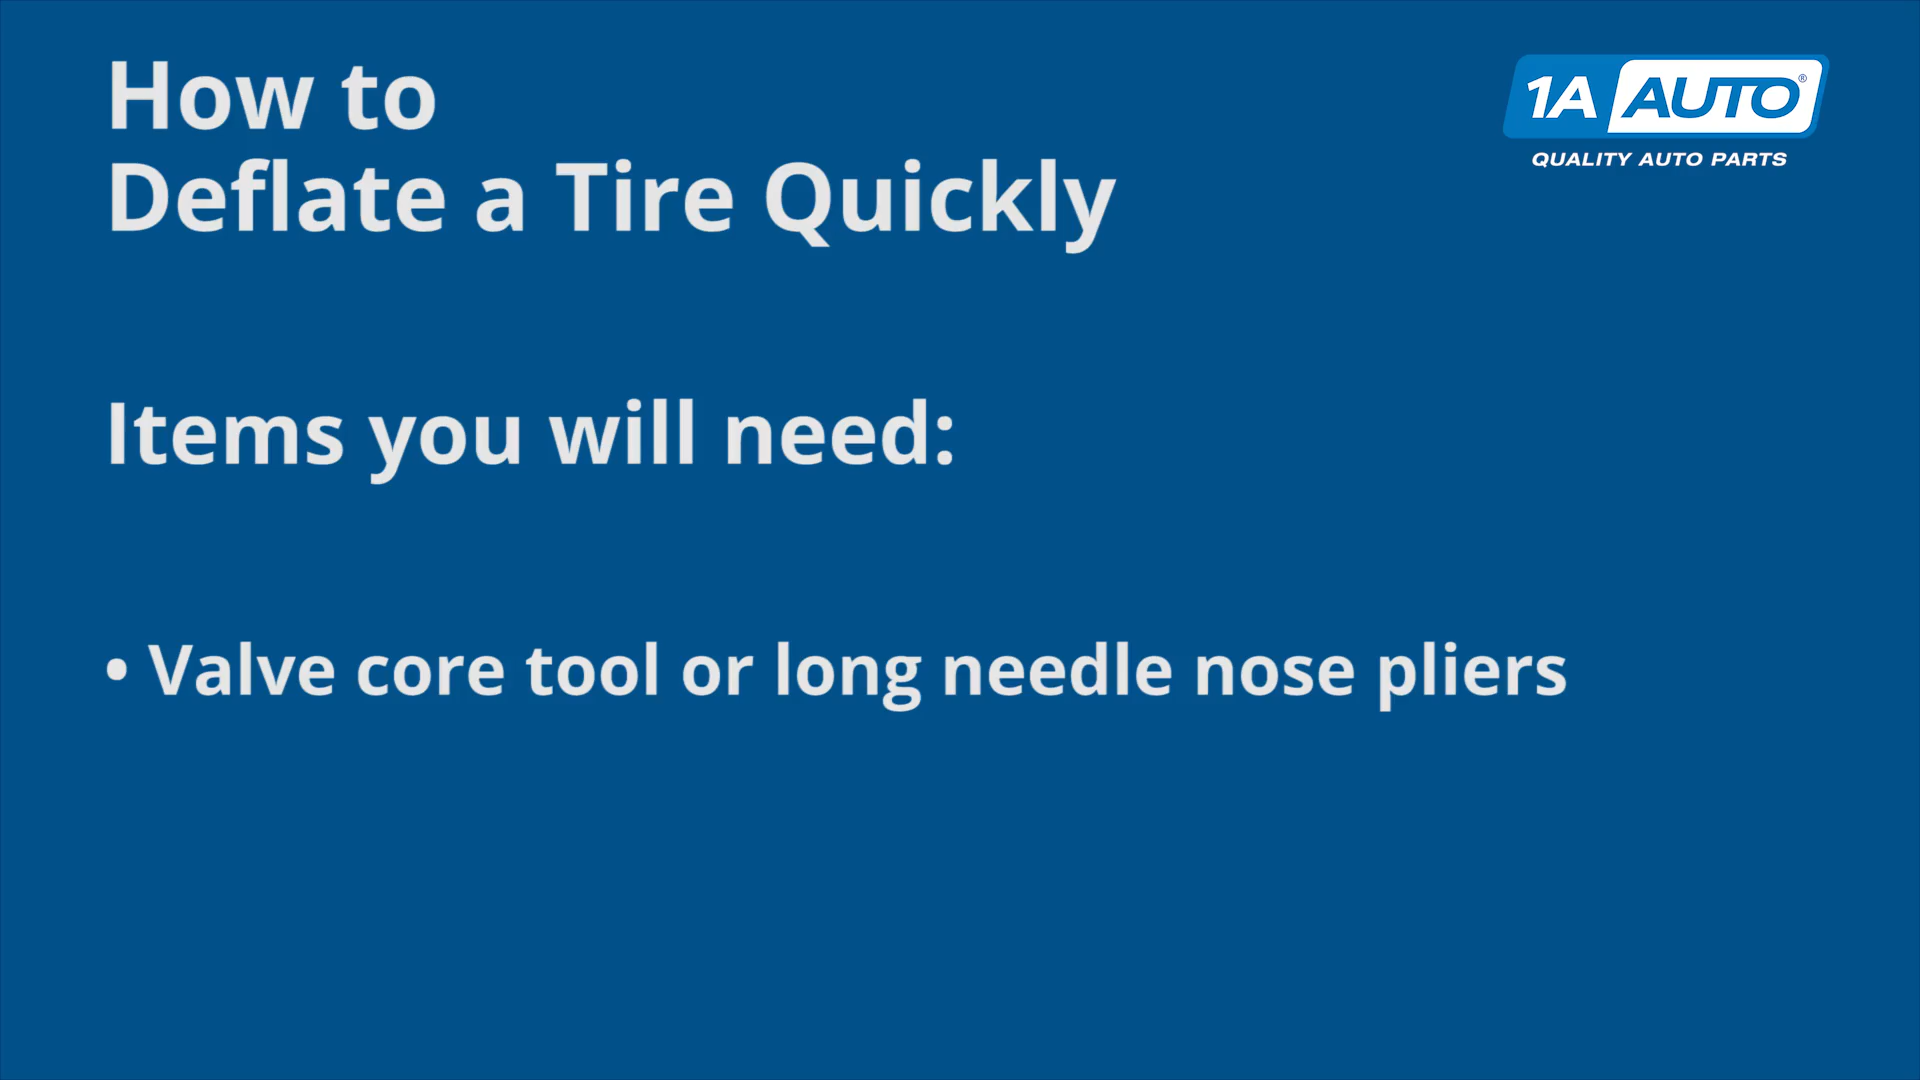 How to
Deflate a Tire Quickly
1A AUTO®
QUALITY AUTO PARTS
Items you will need:
• Valve core tool or long needle nose pliers